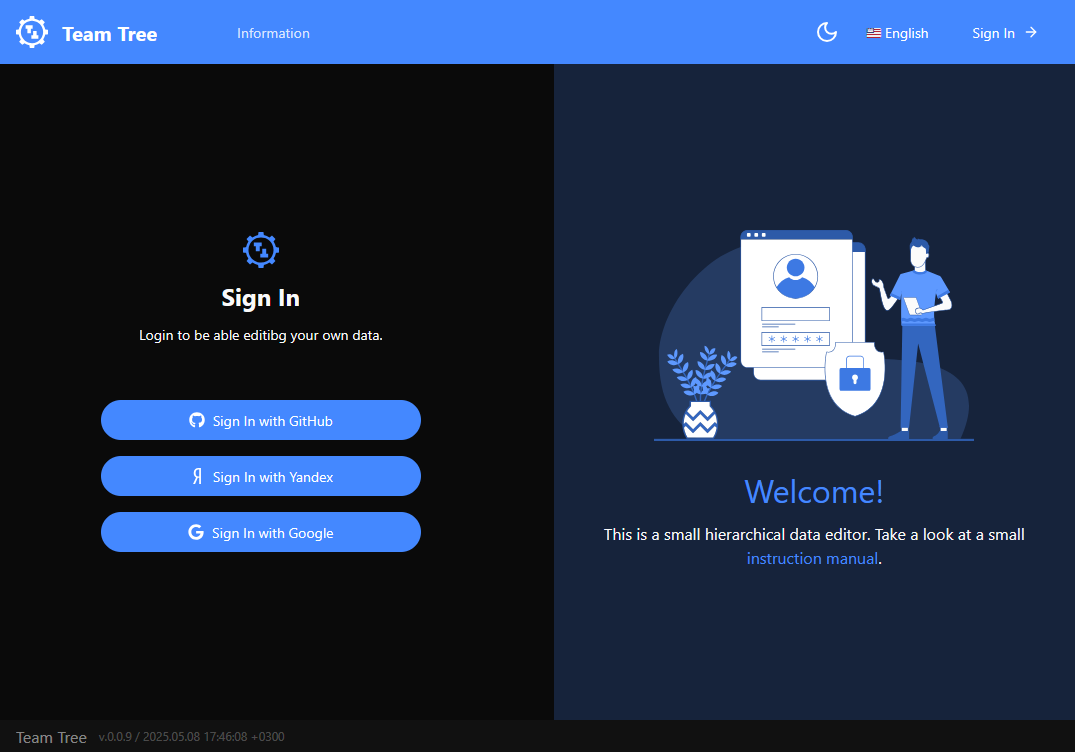 Team Tree
Information
English
Sign In
Sign In
Login to be able editibg your own data.
Sign In with GitHub
Sign In with Yandex
Sign In with Google
* * * * *
Welcome!
This is a small hierarchical data editor. Take a look at a small
instruction manual.
Team Tree v.0.0.9 / 2025.05.08 17:46:08 +0300